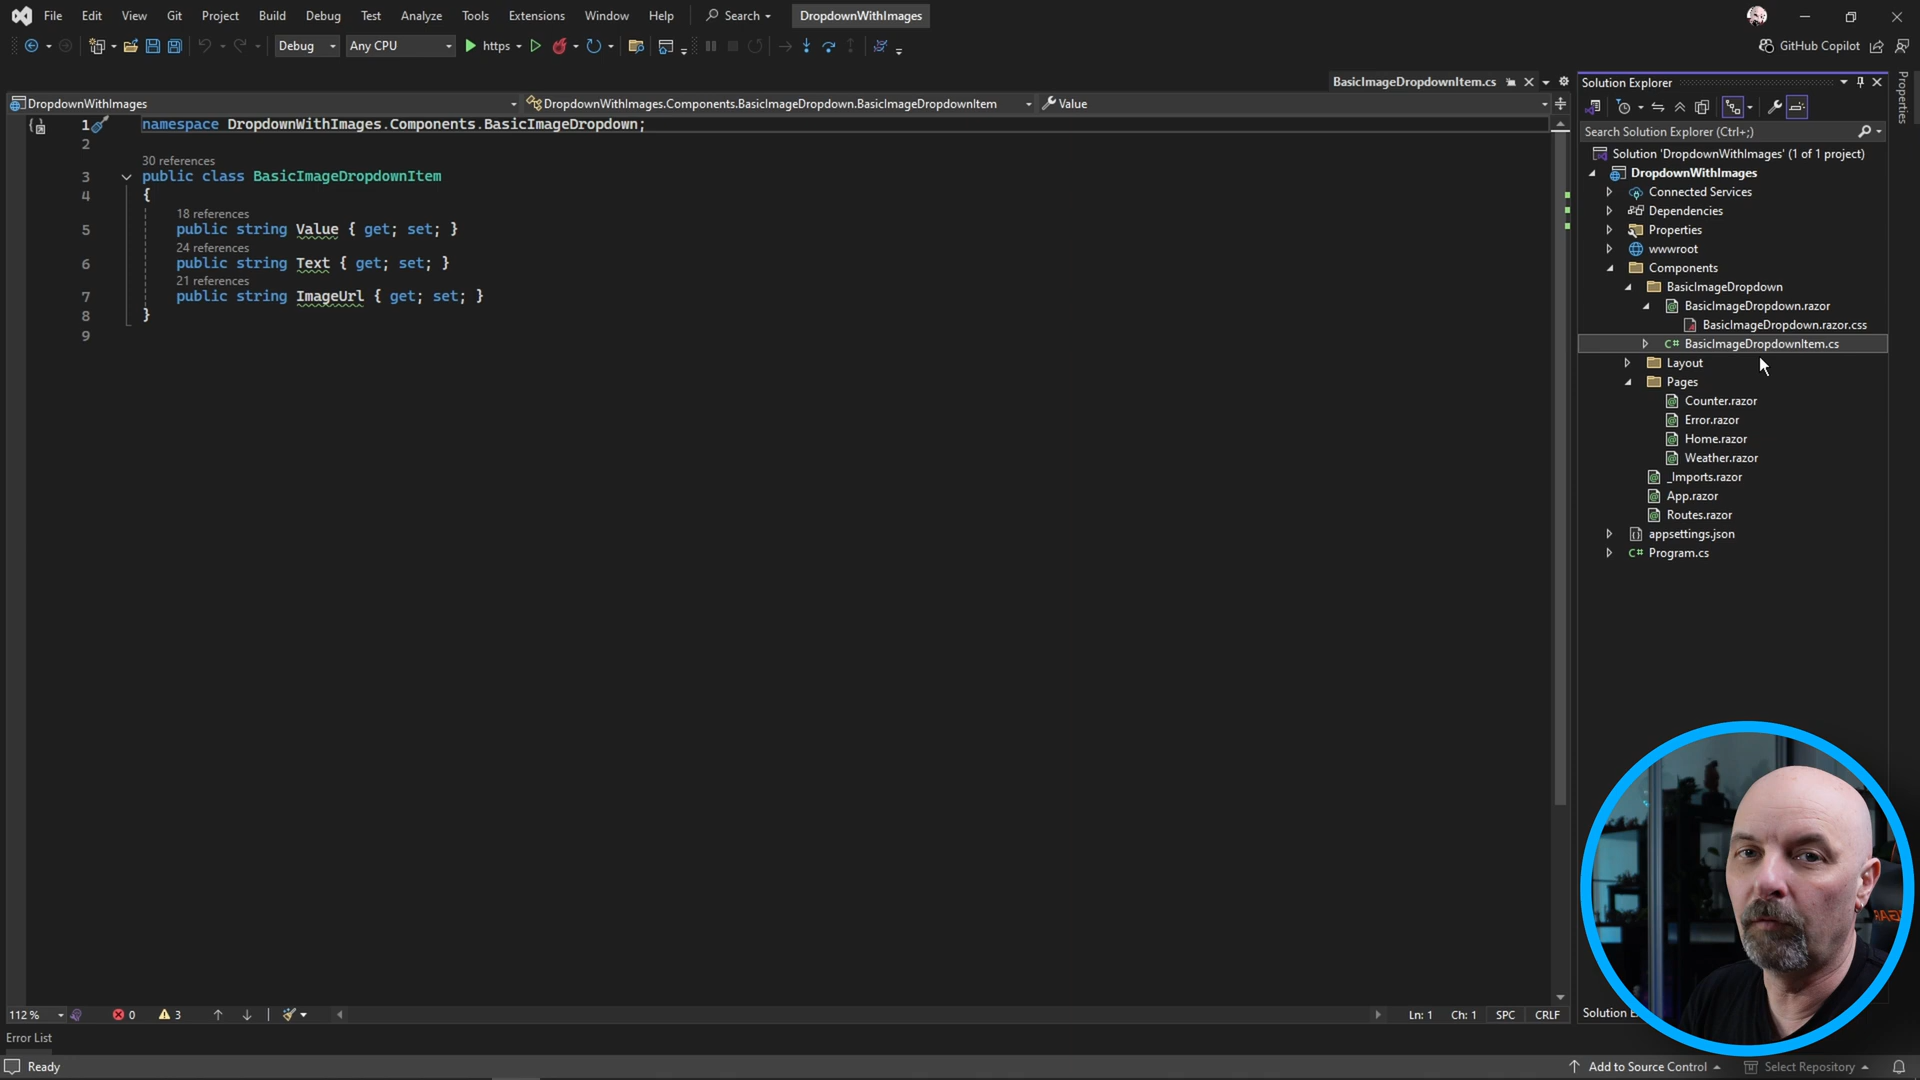 File Edit View Git Project Build Debug Test Analyze Tools Extensions Window Help Search DropdownWithImages
Debug Any CPU https GitHub Copilot
BasicImageDropdownItem.cs
DropdownWithImages DropdownWithImages.Components.BasicImageDropdown.BasicImageDropdownItem Value
1 namespace DropdownWithImages.Components.BasicImageDropdown;
2
30 references
3 public class BasicImageDropdownItem
4 {
18 references
5 public string Value { get; set; }
24 references
6 public string Text { get; set; }
21 references
7 public string ImageUrl { get; set; }
8 }
9
112 % 0 3 Ln: 1 Ch: 1 SPC CRLF
Error List
Ready Add to Source Control Select Repository
Solution Explorer
Search Solution Explorer (Ctrl+;)
Solution 'DropdownWithImages' (1 of 1 project)
DropdownWithImages
Connected Services
Dependencies
Properties
wwwroot
Components
BasicImageDropdown
BasicImageDropdown.razor
BasicImageDropdown.razor.css
C# BasicImageDropdownItem.cs
Layout
Pages
Counter.razor
Error.razor
Home.razor
Weather.razor
_Imports.razor
App.razor
Routes.razor
appsettings.json
C# Program.cs
Solution
Properties